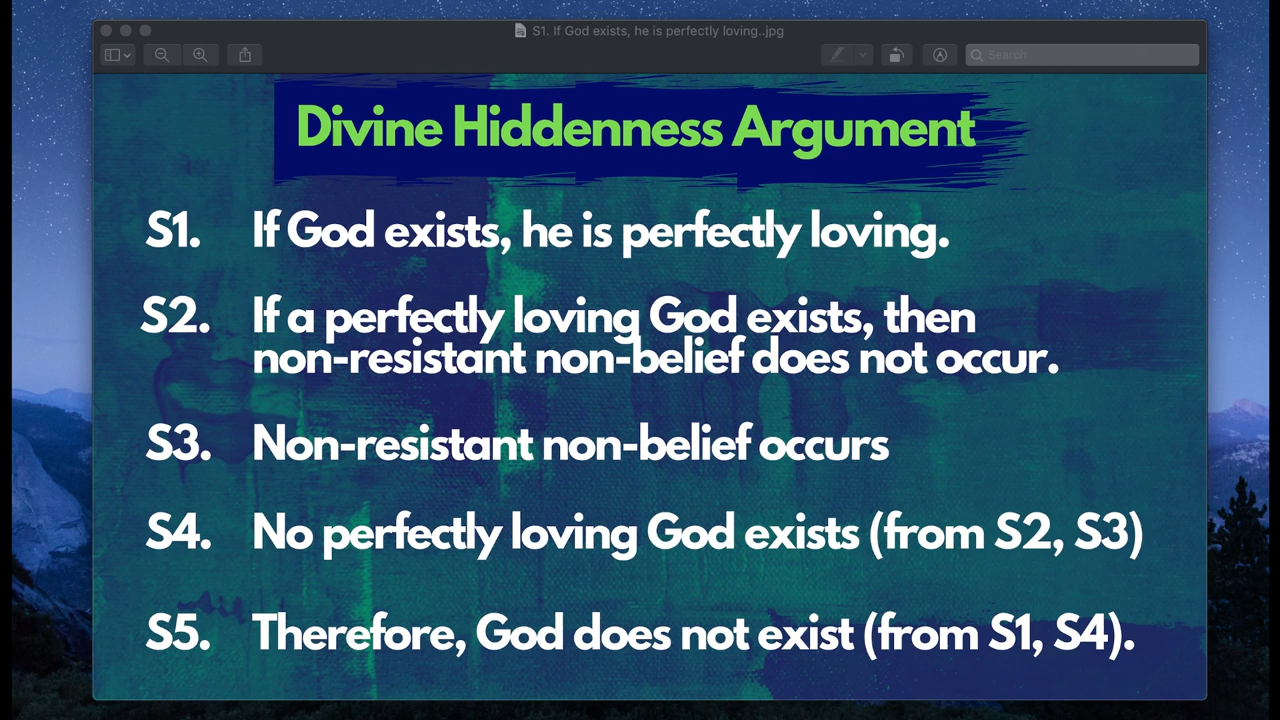 S1. If God exists, he is perfectly loving..jpg
Search
Divine Hiddenness Argument
S1. If God exists, he is perfectly loving.
S2. If a perfectly loving God exists, then
non-resistant non-belief does not occur.
S3. Non-resistant non-belief occurs
S4. No perfectly loving God exists (from S2, S3)
S5. Therefore, God does not exist (from S1, S4).